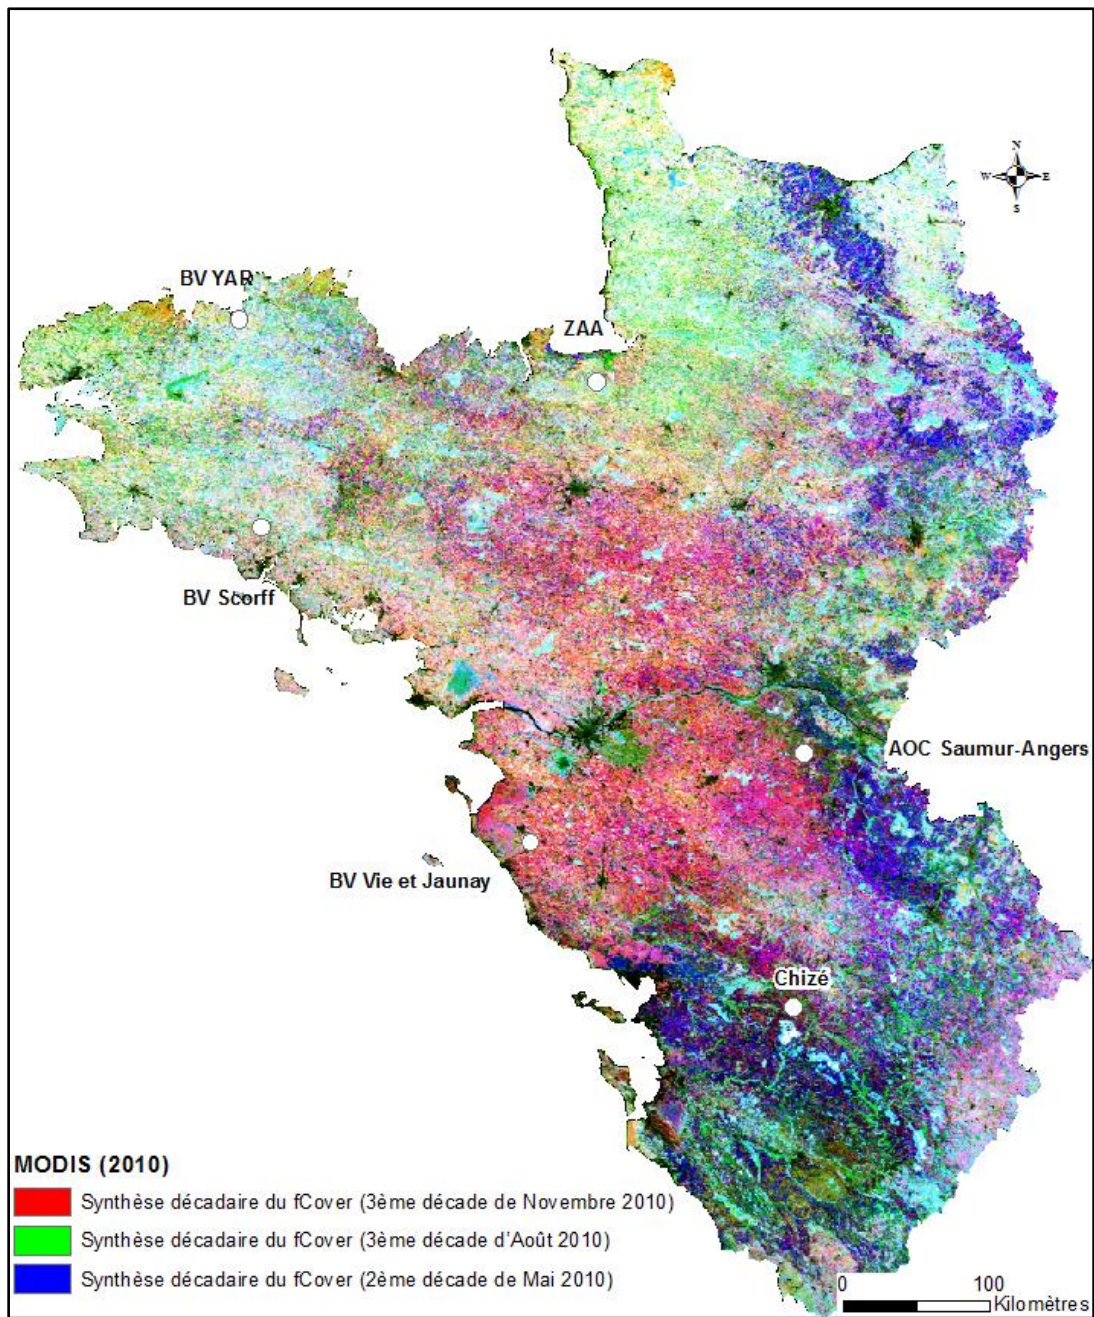 N
W E
S
BV YAR
ZAA
BV Scorff
AOC Saumur-Angers
BV Vie et Jaunay
Chizé
MODIS (2010)
Synthèse décadaire du fCover (3ème décade de Novembre 2010)
Synthèse décadaire du fCover (3ème décade d'Août 2010)
Synthèse décadaire du fCover (2ème décade de Mai 2010)
0 100
Kilomètres